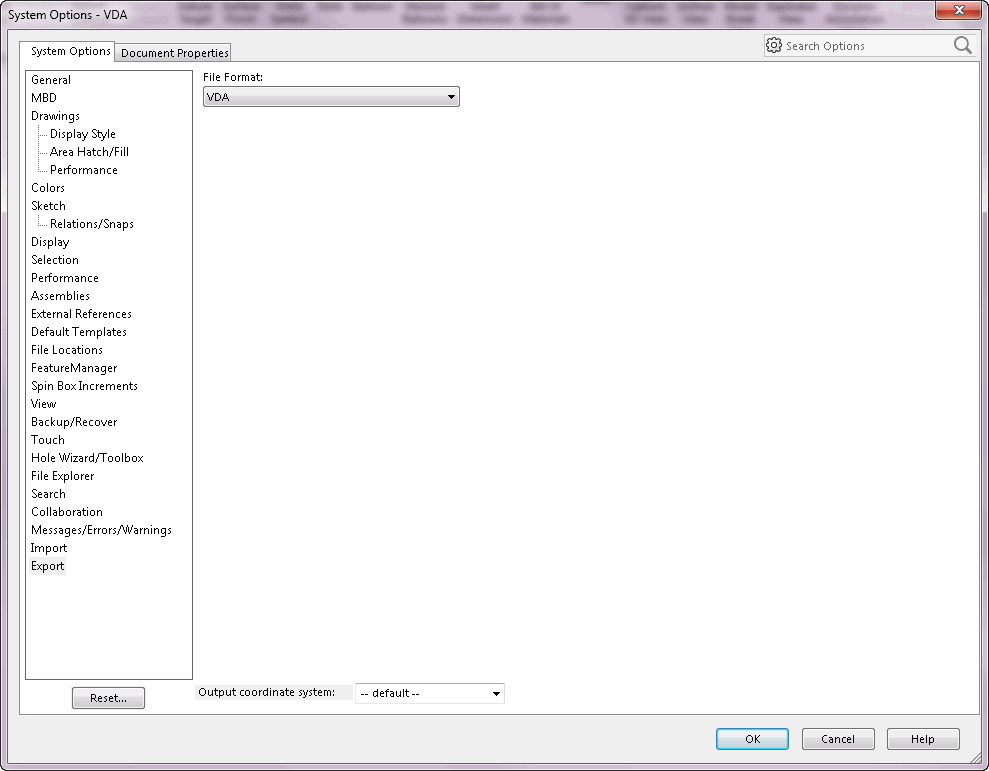 System Options - VDA
System Options
Document Properties
Search Options
General
MBD
Drawings
Display Style
Area Hatch/Fill
Performance
Colors
Sketch
Relations/Snaps
Display
Selection
Performance
Assemblies
External References
Default Templates
File Locations
FeatureManager
Spin Box Increments
View
Backup/Recover
Touch
Hole Wizard/Toolbox
File Explorer
Search
Collaboration
Messages/Errors/Warnings
Import
Export
Reset...
File Format:
VDA
Output coordinate system:
-- default --
OK
Cancel
Help